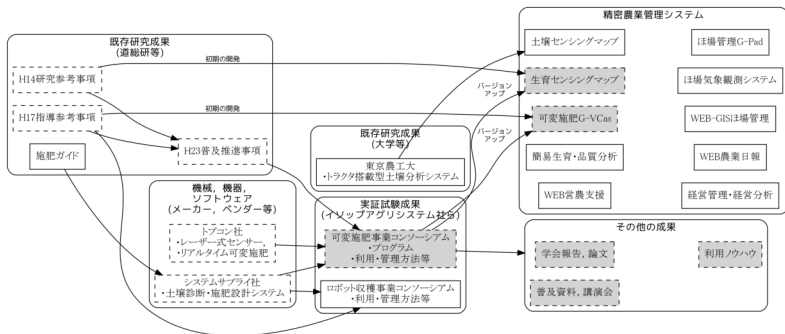 既存研究成果
(道総研等)
H14研究参考事項
H17指導参考事項
施肥ガイド
H23普及推進事項
初期の開発
初期の開発
機械, 機器,
ソフトウェア
(メーカー, ベンダー等)
トプコン社
・レーザー式センサー,
・リアルタイム可変施肥
システムサプライ社
・土壌診断・施肥設計システム
既存研究成果
(大学等)
東京農工大
・トラクタ搭載型土壌分析システム
実証試験成果
(イソップアグリシステム社ら)
可変施肥事業コンソーシアム
・プログラム
・利用・管理方法等
ロボット収穫事業コンソーシアム
・利用・管理方法等
バージョン
アップ
バージョン
アップ
精密農業管理システム
土壌センシングマップ
ほ場管理G-Pad
生育センシングマップ
ほ場気象観測システム
可変施肥G-VCas
WEB-GISほ場管理
簡易生育・品質分析
WEB農業日報
WEB営農支援
経営管理・経営分析
その他の成果
学会報告, 論文
利用ノウハウ
普及資料, 講演会